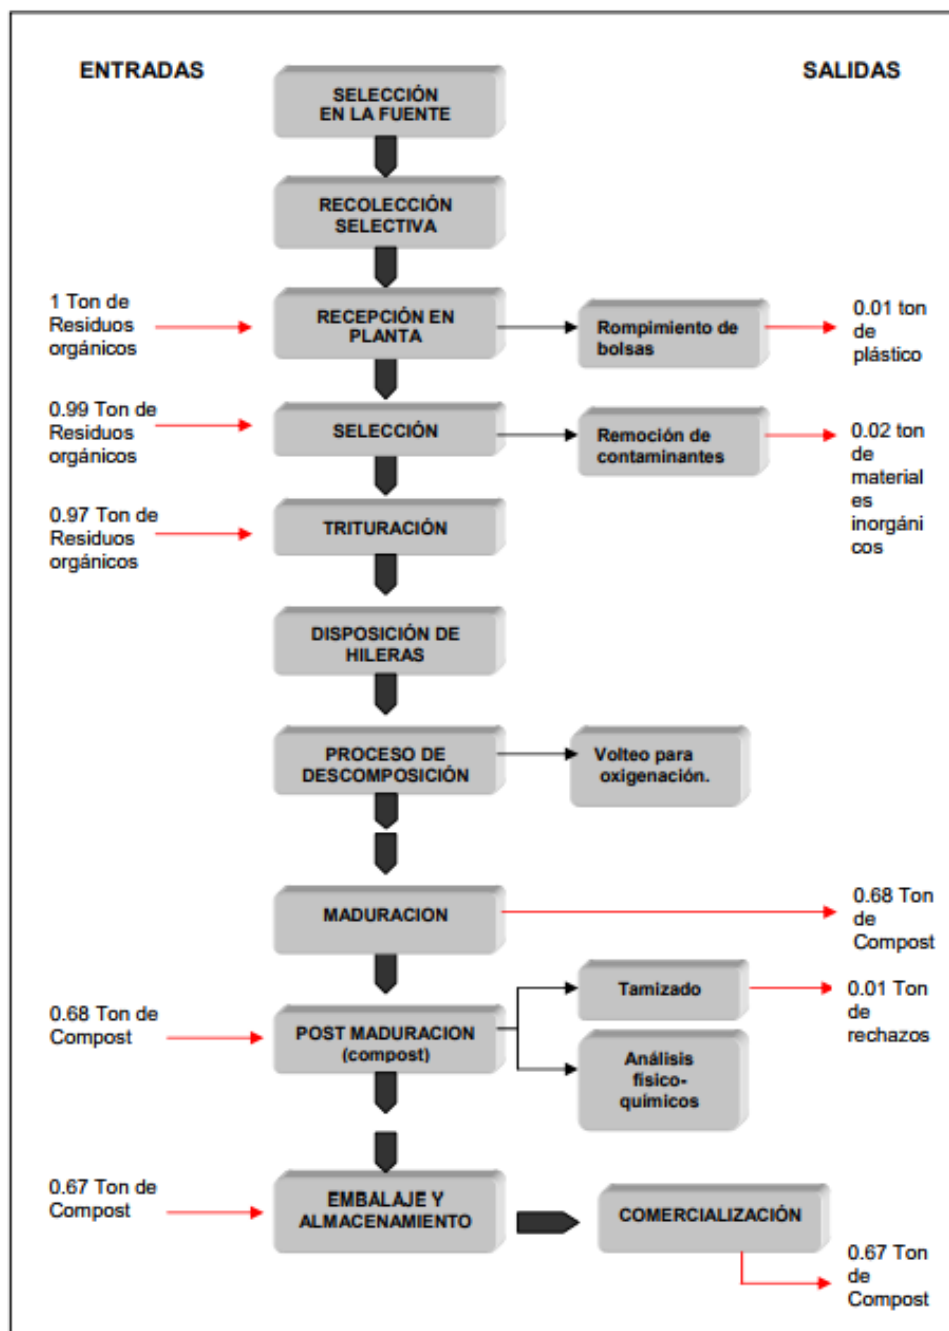 ENTRADAS
SALIDAS
SELECCIÓN
EN LA FUENTE
RECOLECCIÓN
SELECTIVA
1 Ton de
Residuos
orgánicos
RECEPCIÓN EN
PLANTA
Rompimiento de
bolsas
0.01 ton
de
plástico
0.99 Ton de
Residuos
orgánicos
SELECCIÓN
Remoción de
contaminantes
0.02 ton
de
material
es
inorgáni
cos
0.97 Ton de
Residuos
orgánicos
TRITURACIÓN
DISPOSICIÓN DE
HILERAS
PROCESO DE
DESCOMPOSICIÓN
Volteo para
oxigenación.
MADURACION
0.68 Ton
de
Compost
0.68 Ton de
Compost
POST MADURACION
(compost)
Tamizado
0.01 Ton
de
rechazos
Análisis
físico-
químicos
0.67 Ton de
Compost
EMBALAJE Y
ALMACENAMIENTO
COMERCIALIZACIÓN
0.67 Ton
de
Compost